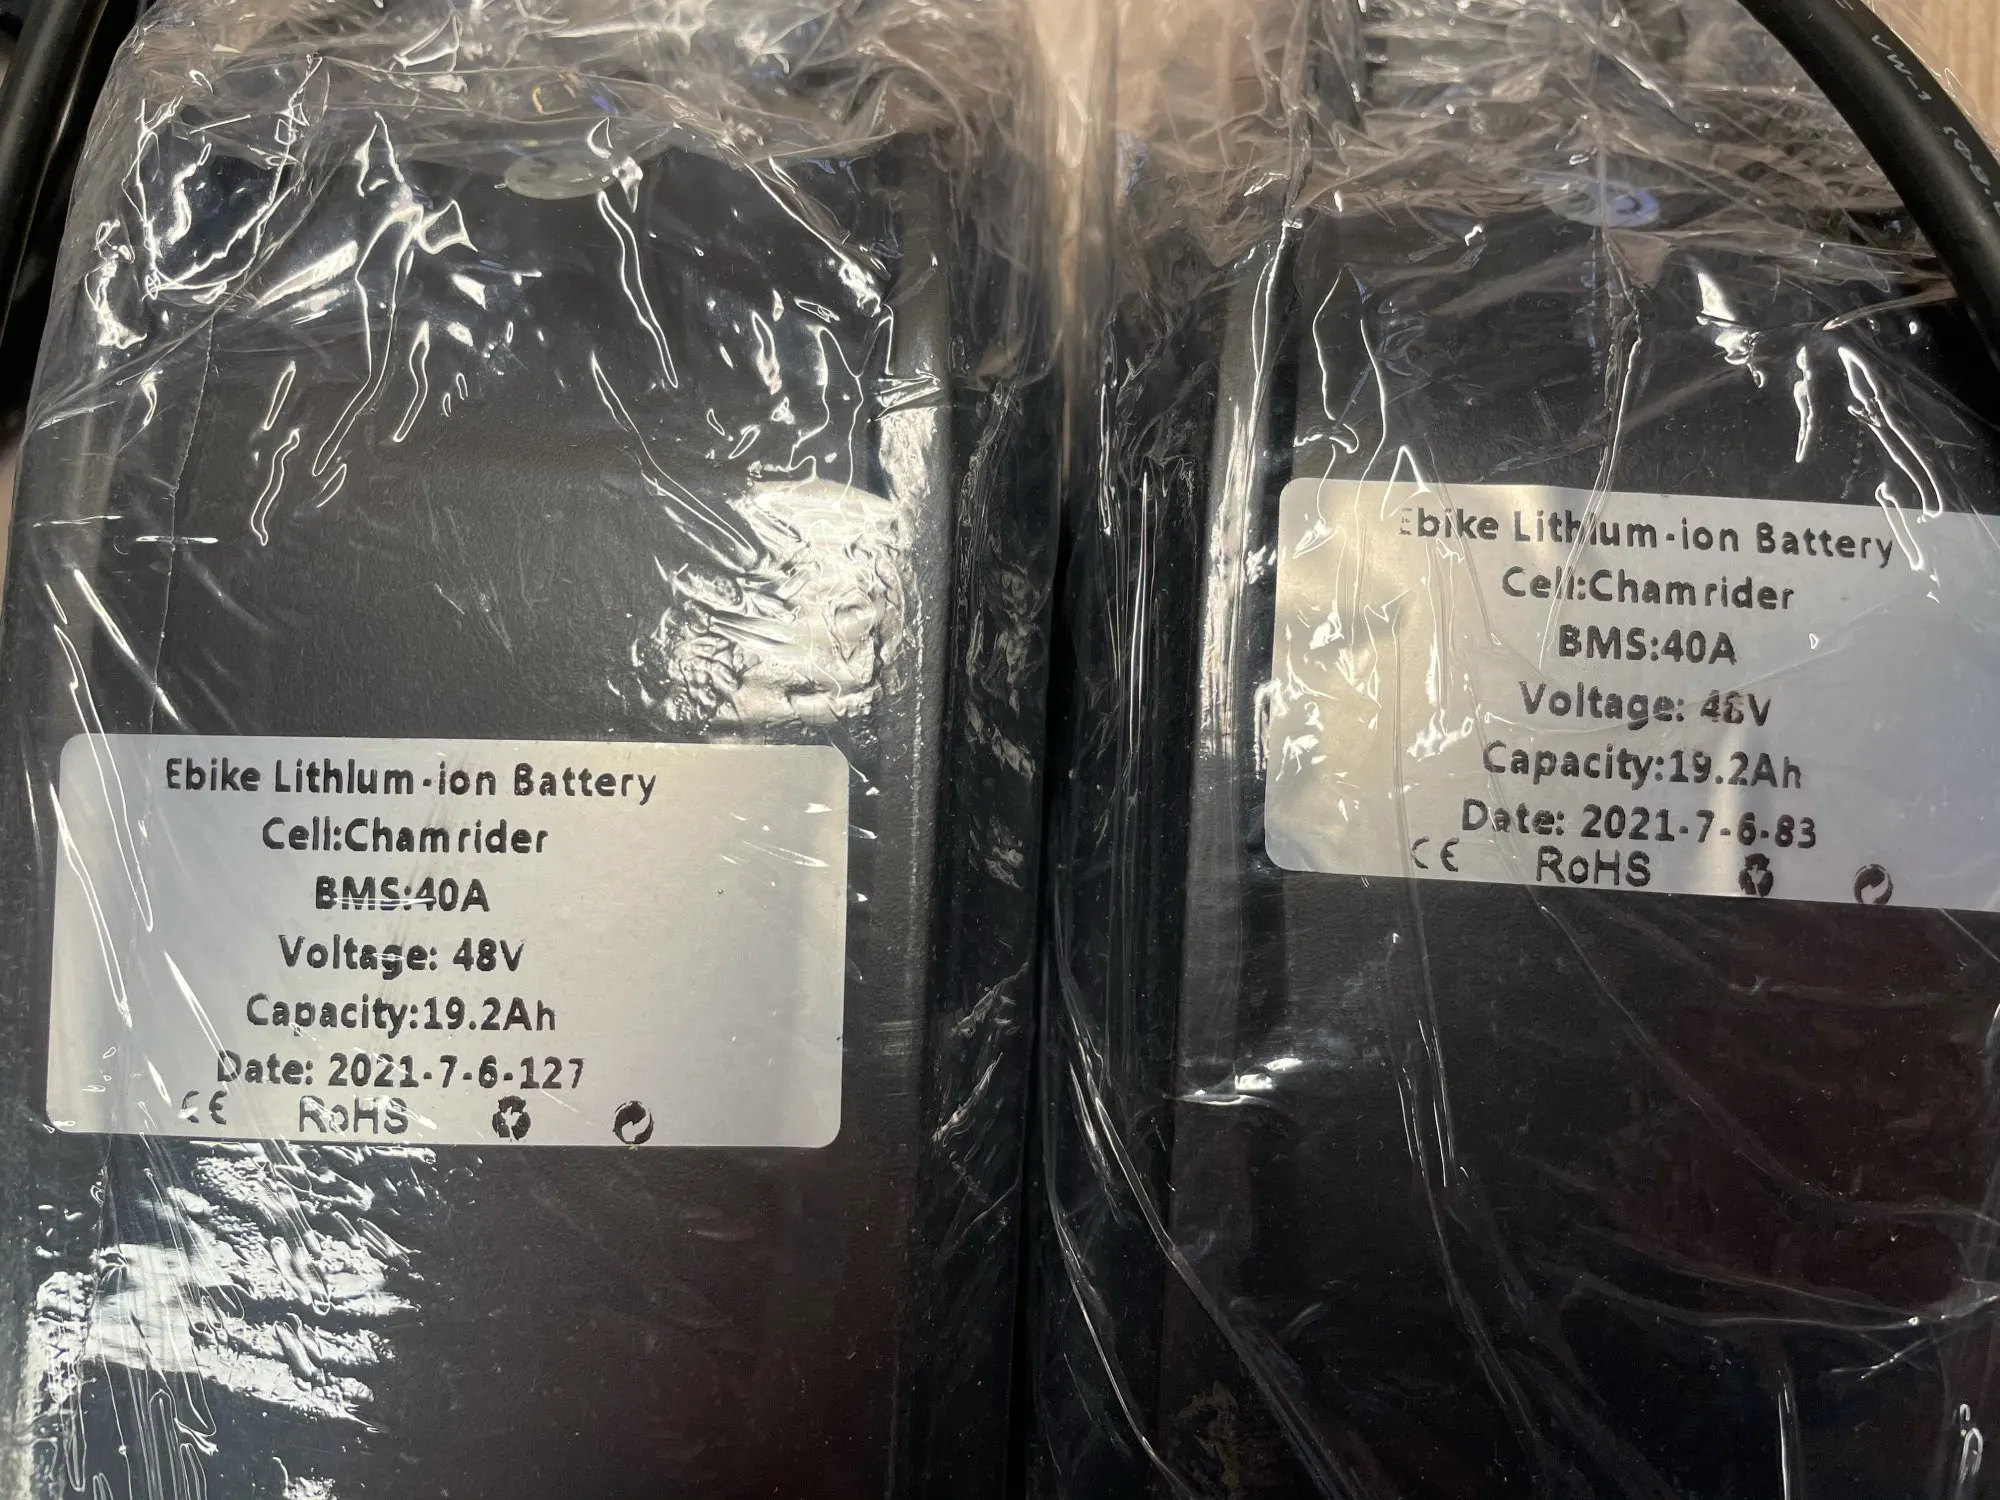 Ebike Lithlum-ion Battery
Cell:Chamrider
BMS:40A
Voltage: 48V
Capacity:19.2Ah
Date: 2021-7-6-127
CE RoHS
Ebike Lithlum-ion Battery
Cell:Chamrider
BMS:40A
Voltage: 48V
Capacity:19.2Ah
Date: 2021-7-6-83
CE RoHS
VW-1